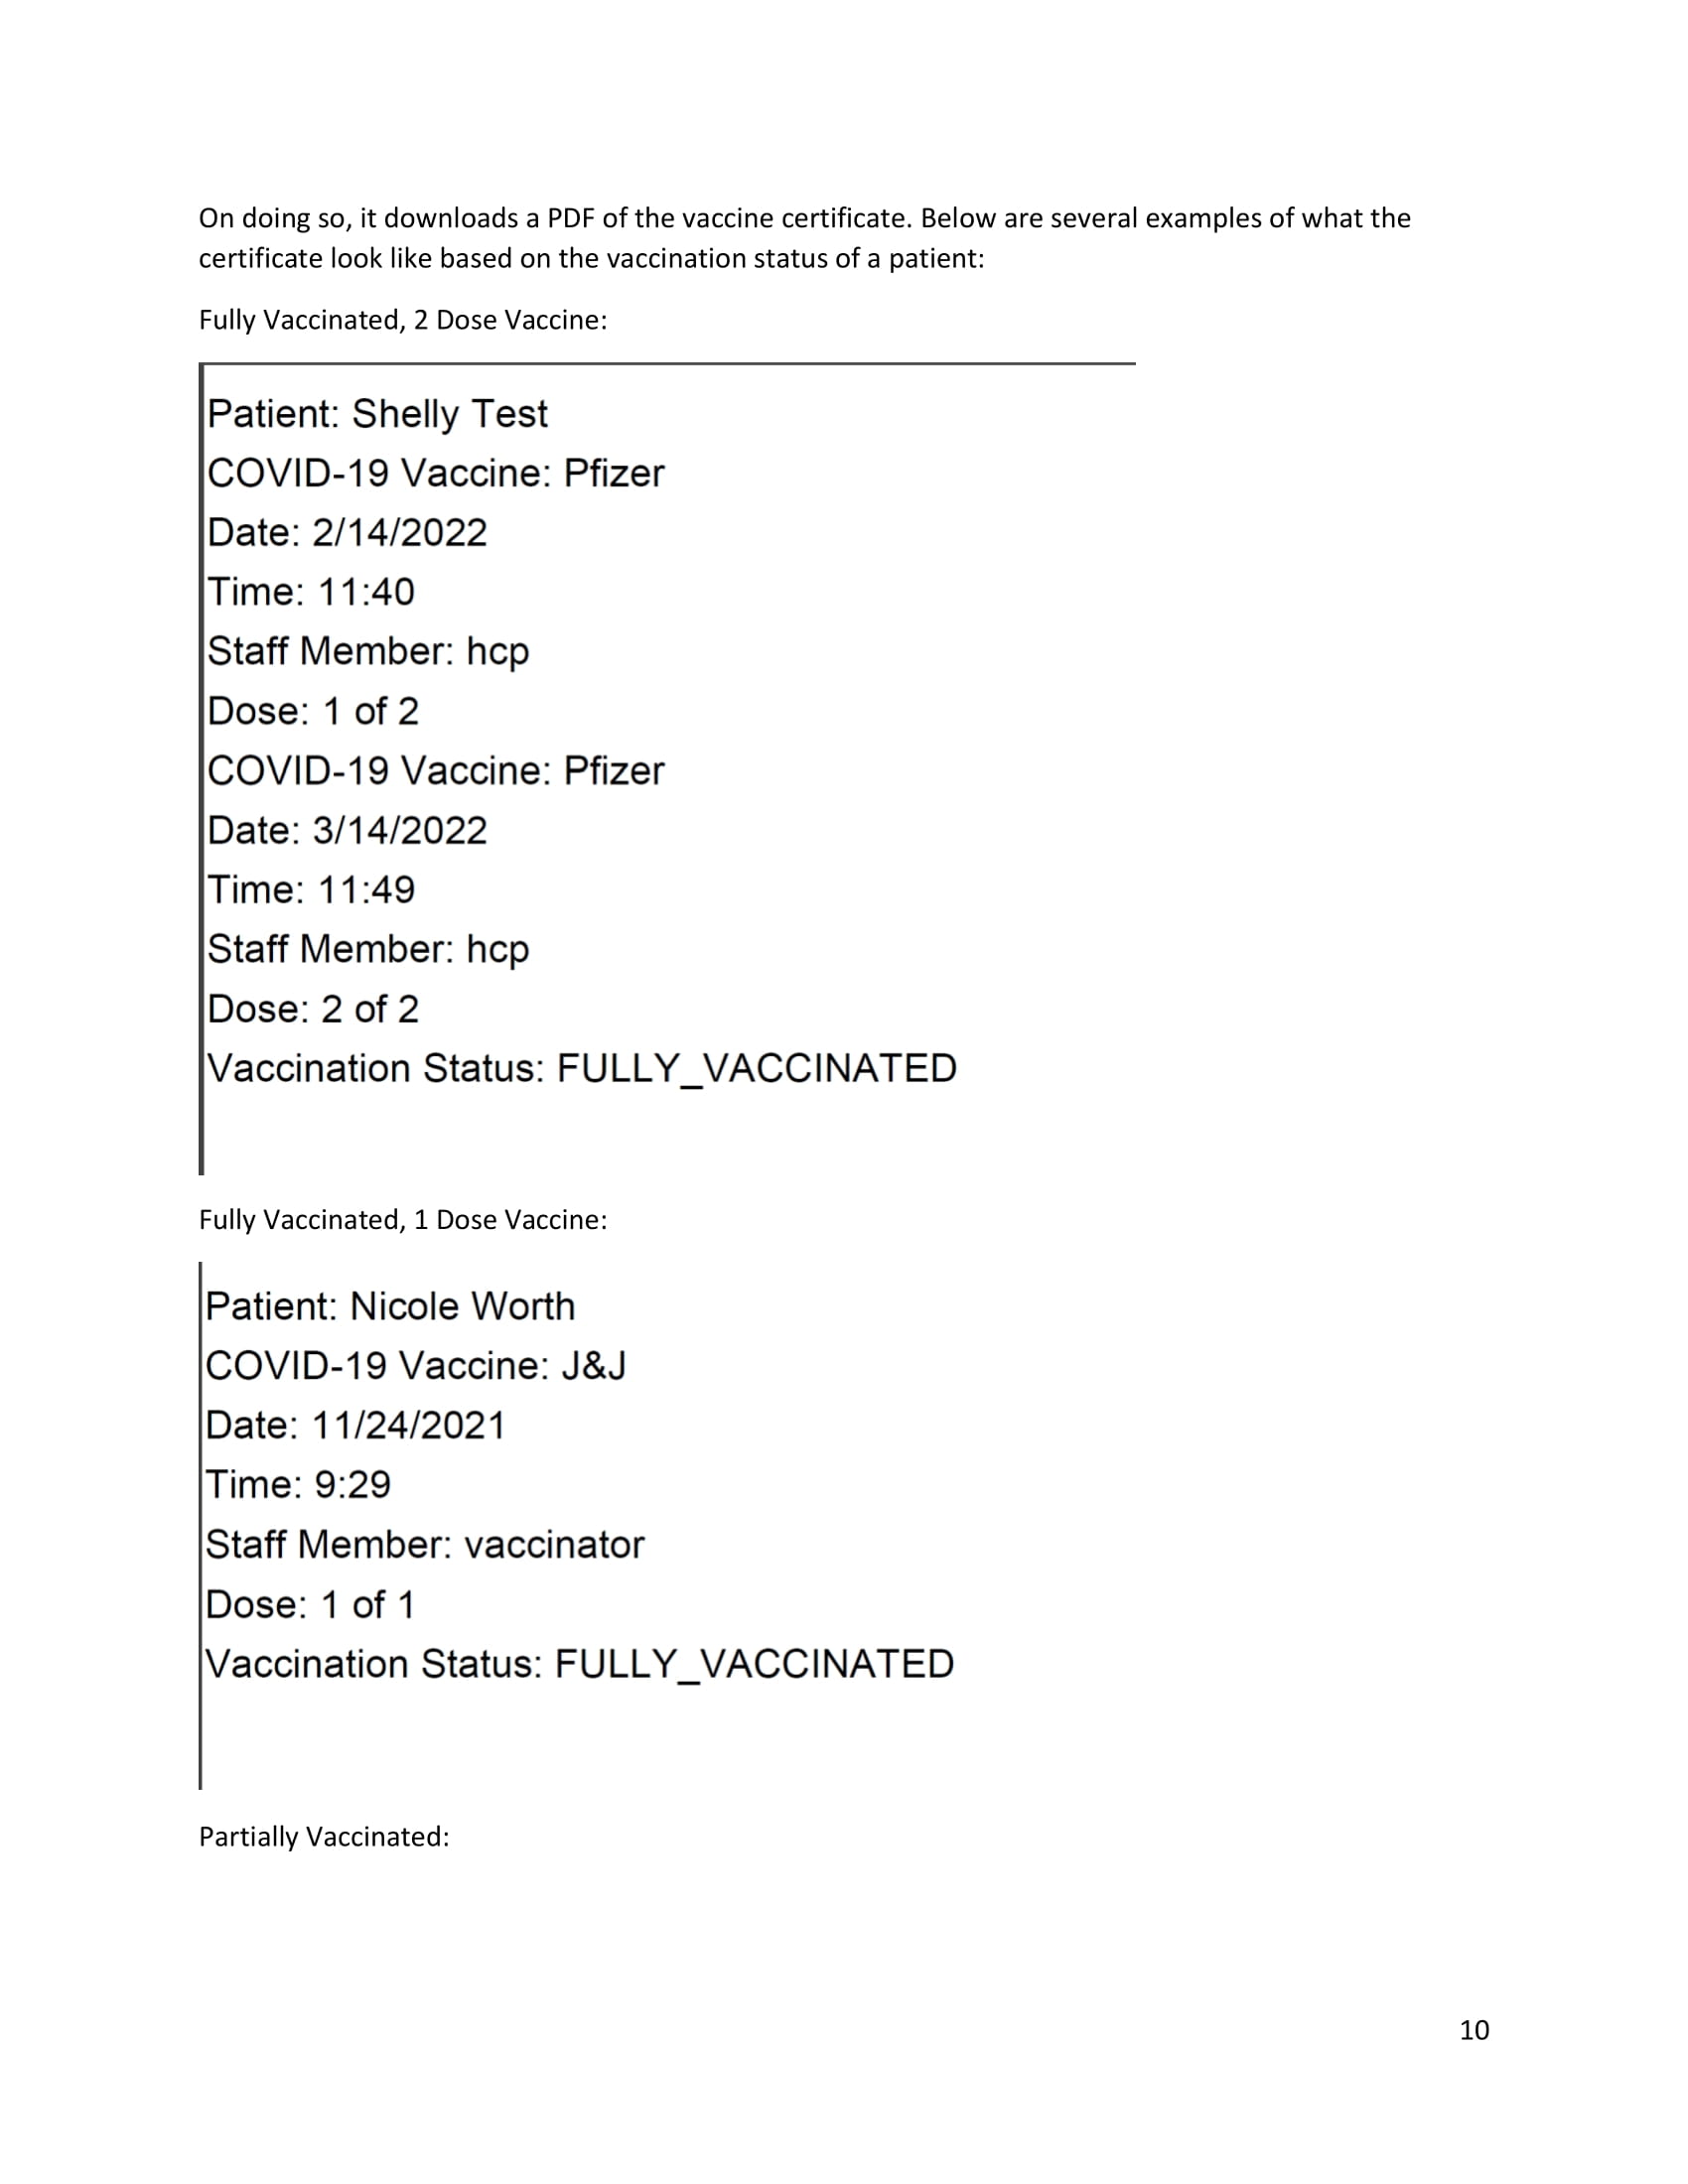 On doing so, it downloads a PDF of the vaccine certificate. Below are several examples of what the
certificate look like based on the vaccination status of a patient:
Fully Vaccinated, 2 Dose Vaccine:
Patient: Shelly Test
COVID-19 Vaccine: Pfizer
Date: 2/14/2022
Time: 11:40
Staff Member: hcp
Dose: 1 of 2
COVID-19 Vaccine: Pfizer
Date: 3/14/2022
Time: 11:49
Staff Member: hcp
Dose: 2 of 2
Vaccination Status: FULLY_VACCINATED
Fully Vaccinated, 1 Dose Vaccine:
Patient: Nicole Worth
COVID-19 Vaccine: J&J
Date: 11/24/2021
Time: 9:29
Staff Member: vaccinator
Dose: 1 of 1
Vaccination Status: FULLY_VACCINATED
Partially Vaccinated:
10